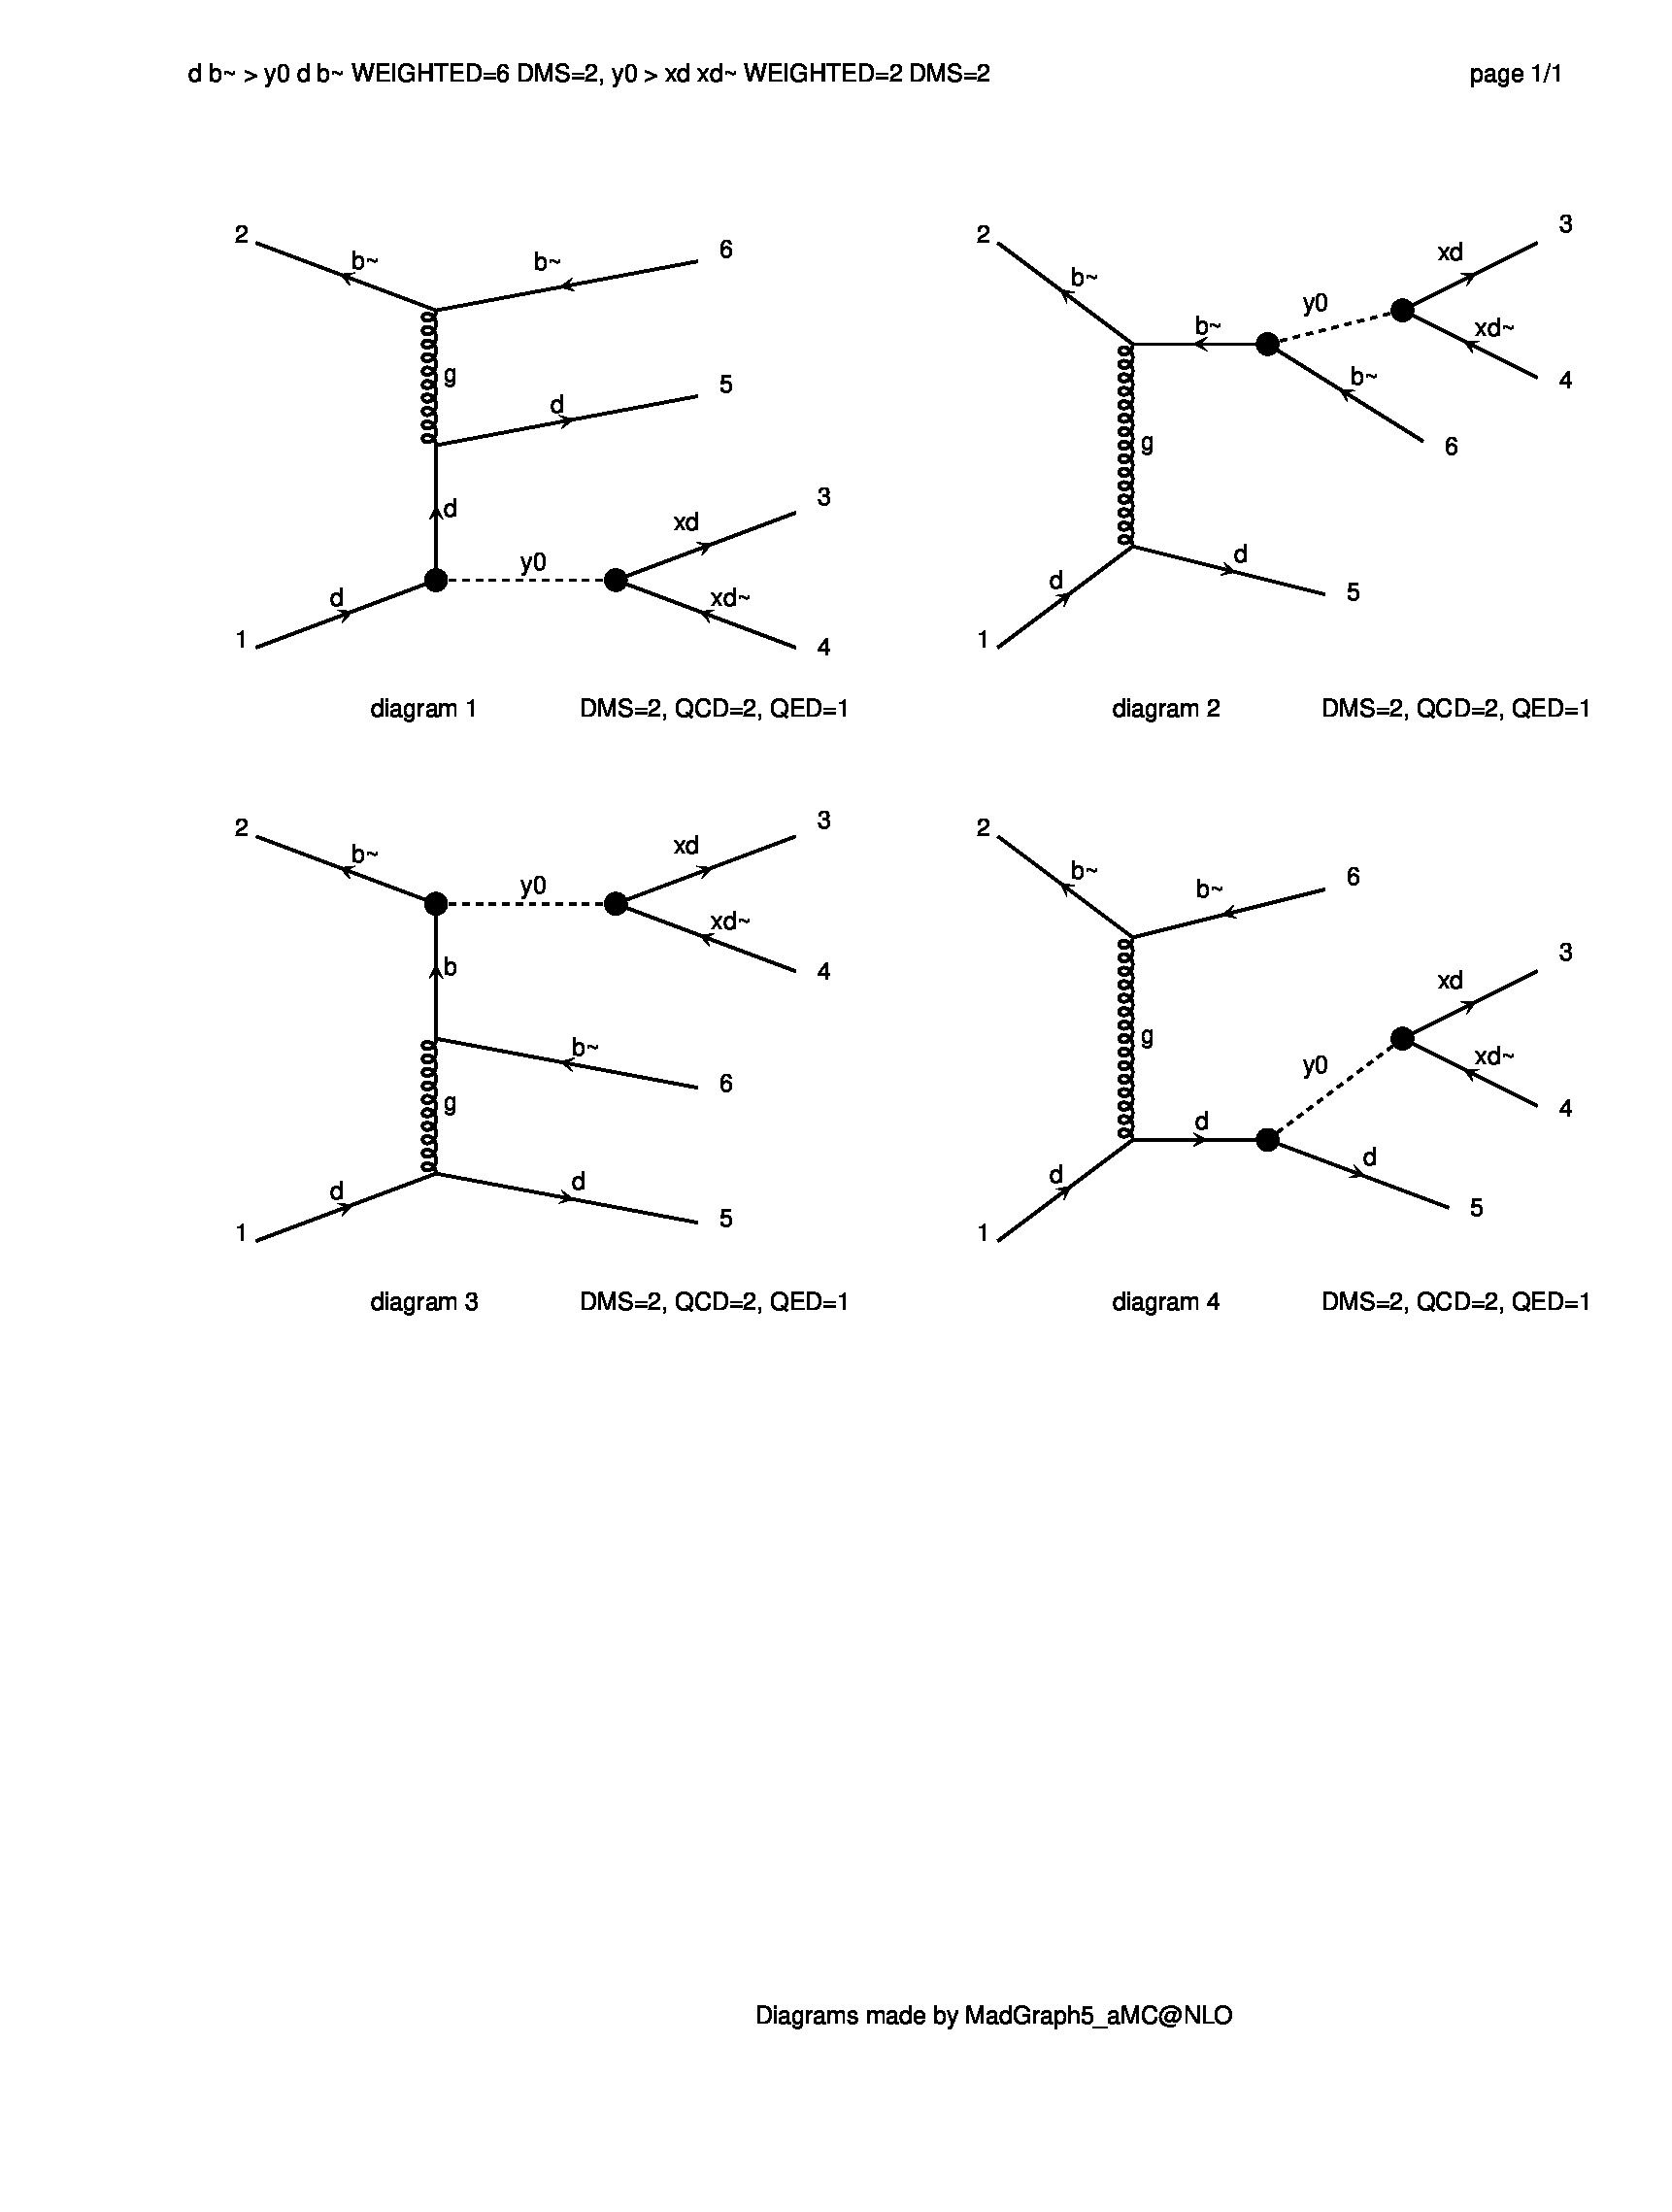 d b~ > y0 d b~ WEIGHTED=6 DMS=2, y0 > xd xd~ WEIGHTED=2 DMS=2 page 1/1
2 b~ b~ 6
g
d 5
d
3
xd
y0
d xd~
1 4
diagram 1 DMS=2, QCD=2, QED=1
2 3
xd
b~
y0
b~ xd~
b~ 4
g 6
d d
5
1
diagram 2 DMS=2, QCD=2, QED=1
2 3
b~ xd
y0
xd~
b 4
b~
6
g
d d
5
1
diagram 3 DMS=2, QCD=2, QED=1
2
b~ b~ 6
3
xd
g
y0 xd~
4
d
d d
5
1
diagram 4 DMS=2, QCD=2, QED=1
Diagrams made by MadGraph5_aMC@NLO